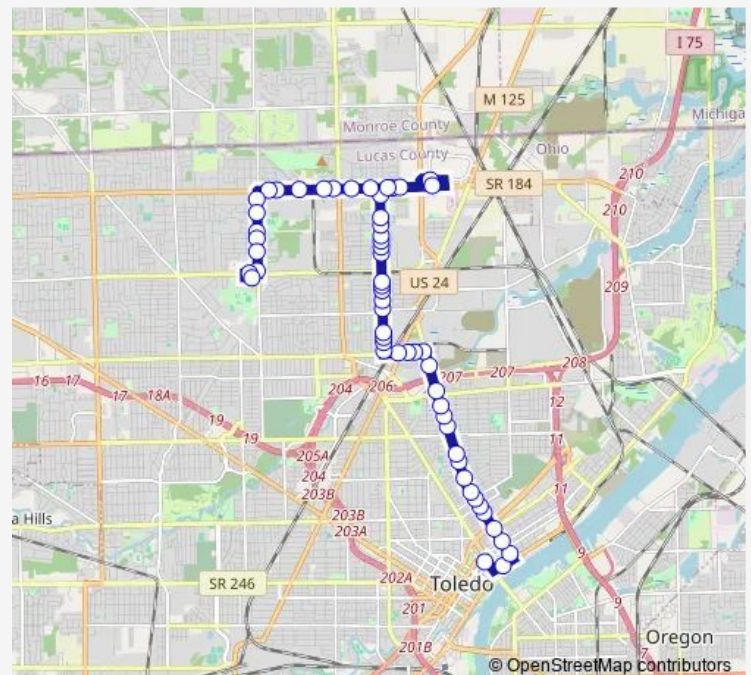 I 75
M 125
Michiga
Monroe County
Ohio
Lucas County
210
SR 184
210
US 24
209
208
16
17
17
18A
204
206
207
207
12
19
19
11
205A
204
203B
11
a Hills
203B
203A
9
202A
SR 246
Toledo
201
9
Oregon
201B
7
© OpenStreetMap contributors